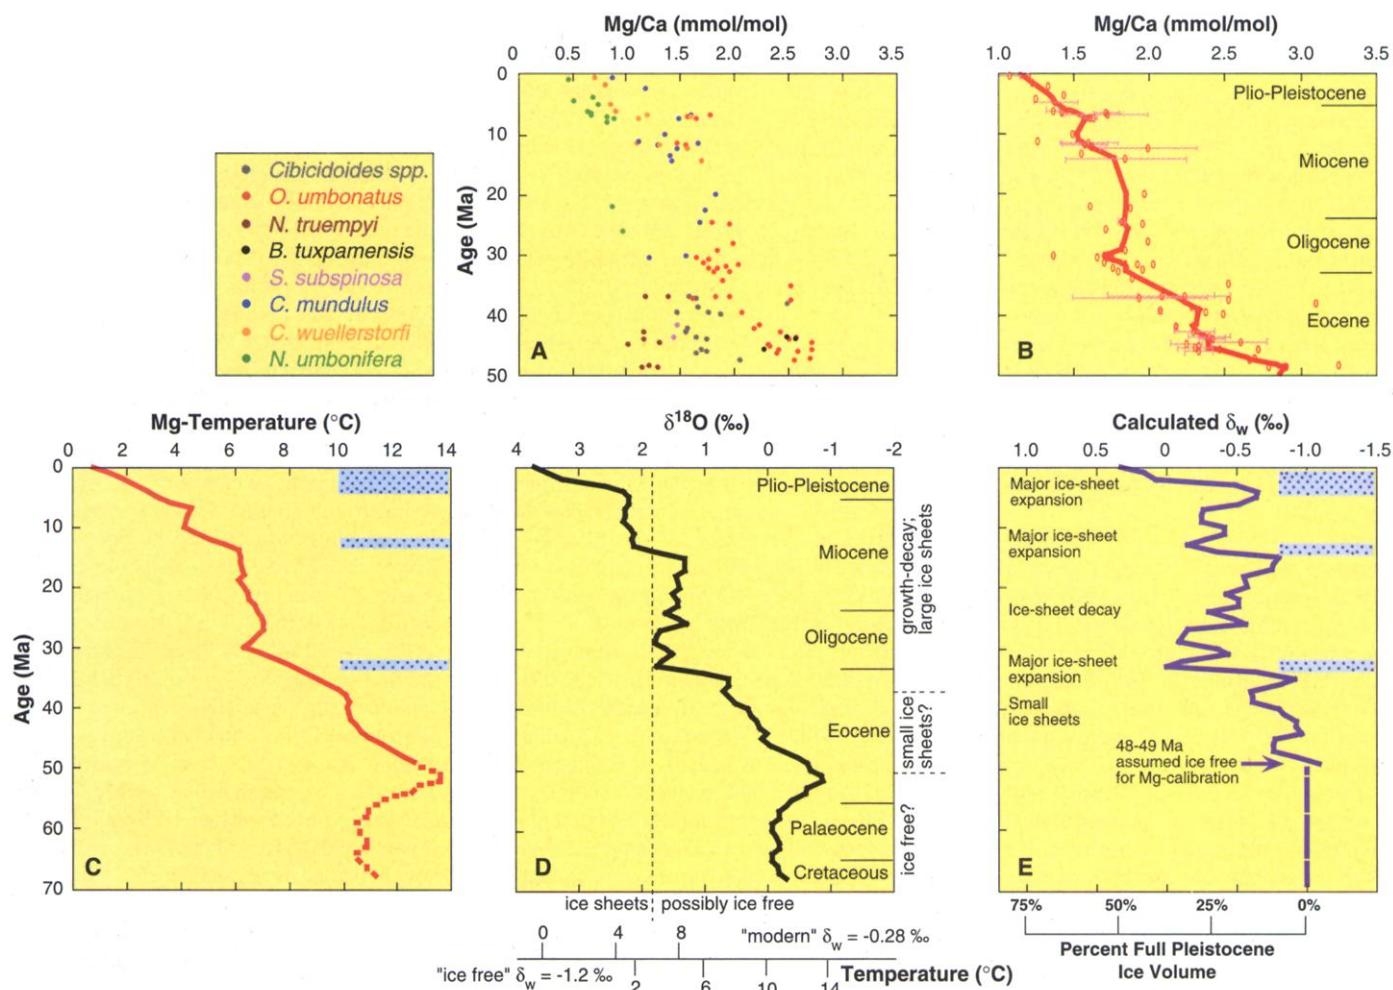 Mg/Ca (mmol/mol)
0 0.5 1.0 1.5 2.0 2.5 3.0 3.5
0
10
20
30
40
50
Age (Ma)
A
Mg/Ca (mmol/mol)
1.0 1.5 2.0 2.5 3.0 3.5
0
10
20
30
40
50
Plio-Pleistocene
Miocene
Oligocene
Eocene
B
Cibicidoides spp.
O. umbonatus
N. truempyi
B. tuxpamensis
S. subspinosa
C. mundulus
C. wuellerstorfi
N. umbonifera
Mg-Temperature (°C)
0 2 4 6 8 10 12 14
0
10
20
30
40
50
60
70
Age (Ma)
C
δ18O (‰)
4 3 2 1 0 -1 -2
Plio-Pleistocene
Miocene
Oligocene
Eocene
Palaeocene
Cretaceous
D
growth-decay;
large ice sheets
small ice
sheets?
ice free?
ice sheets possibly ice free
0 4 8 "modern" δw = -0.28 ‰
"ice free" δw = -1.2 ‰ 2 6 10 14 Temperature (°C)
Calculated δw (‰)
1.0 0.5 0 -0.5 -1.0 -1.5
Major ice-sheet
expansion
Major ice-sheet
expansion
Ice-sheet decay
Major ice-sheet
expansion
Small
ice sheets
48-49 Ma
assumed ice free
for Mg-calibration
E
75% 50% 25% 0%
Percent Full Pleistocene
Ice Volume